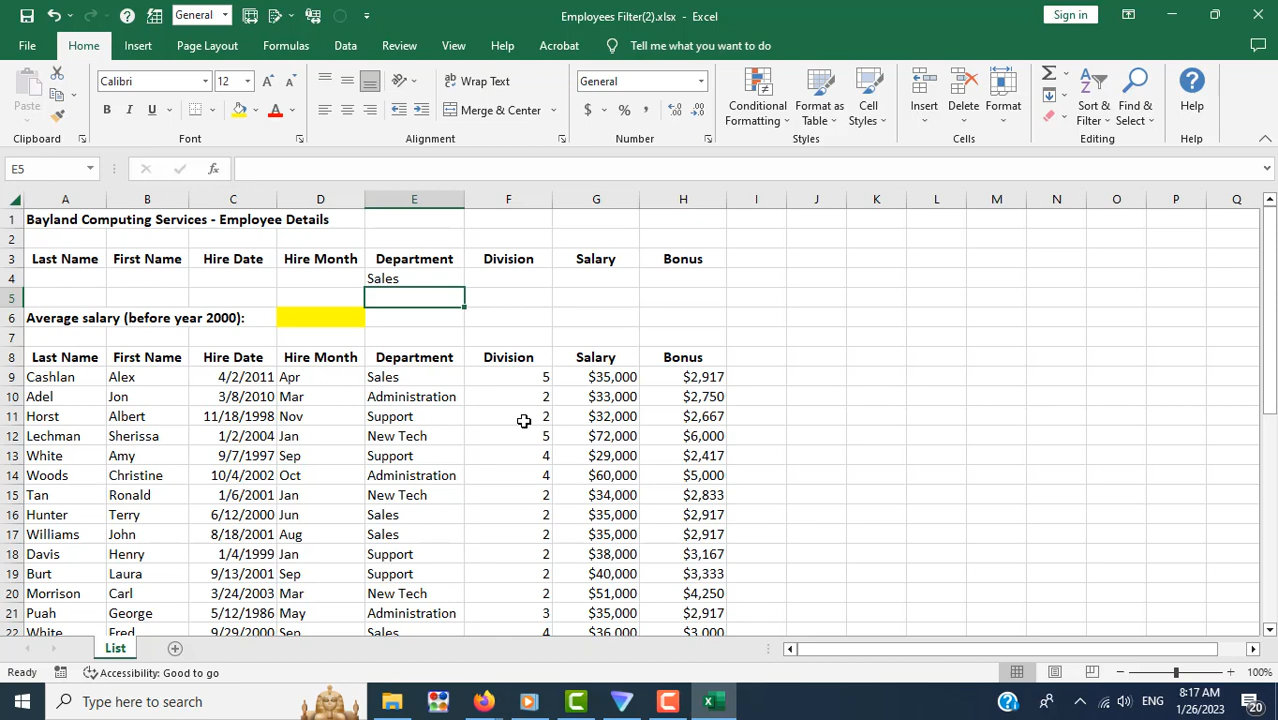 General
Employees Filter(2).xlsx - Excel
Sign in
File Home Insert Page Layout Formulas Data Review View Help Acrobat Tell me what you want to do
Paste
Calibri 12
B I U
Wrap Text
Merge & Center
General
$ % ,
Conditional Formatting
Format as Table
Cell Styles
Insert Delete Format
Sort & Filter
Find & Select
Help
Clipboard Font Alignment Number Styles Cells Editing Help
E5 fx
A B C D E F G H I J K L M N O P Q
1 Bayland Computing Services - Employee Details
2
3 Last Name First Name Hire Date Hire Month Department Division Salary Bonus
4 Sales
5
6 Average salary (before year 2000):
7
8 Last Name First Name Hire Date Hire Month Department Division Salary Bonus
9 Cashlan Alex 4/2/2011 Apr Sales 5 $35,000 $2,917
10 Adel Jon 3/8/2010 Mar Administration 2 $33,000 $2,750
11 Horst Albert 11/18/1998 Nov Support 2 $32,000 $2,667
12 Lechman Sherissa 1/2/2004 Jan New Tech 5 $72,000 $6,000
13 White Amy 9/7/1997 Sep Support 4 $29,000 $2,417
14 Woods Christine 10/4/2002 Oct Administration 4 $60,000 $5,000
15 Tan Ronald 1/6/2001 Jan New Tech 2 $34,000 $2,833
16 Hunter Terry 6/12/2000 Jun Sales 2 $35,000 $2,917
17 Williams John 8/18/2001 Aug Sales 2 $35,000 $2,917
18 Davis Henry 1/4/1999 Jan Support 2 $38,000 $3,167
19 Burt Laura 9/13/2001 Sep Support 2 $40,000 $3,333
20 Morrison Carl 3/24/2003 Mar New Tech 2 $51,000 $4,250
21 Puah George 5/12/1986 May Administration 3 $35,000 $2,917
22 White Fred 9/29/2000 Sep Sales 4 $36,000 $3,000
List
Ready Accessibility: Good to go 100%
Type here to search
ENG
8:17 AM
1/26/2023
20